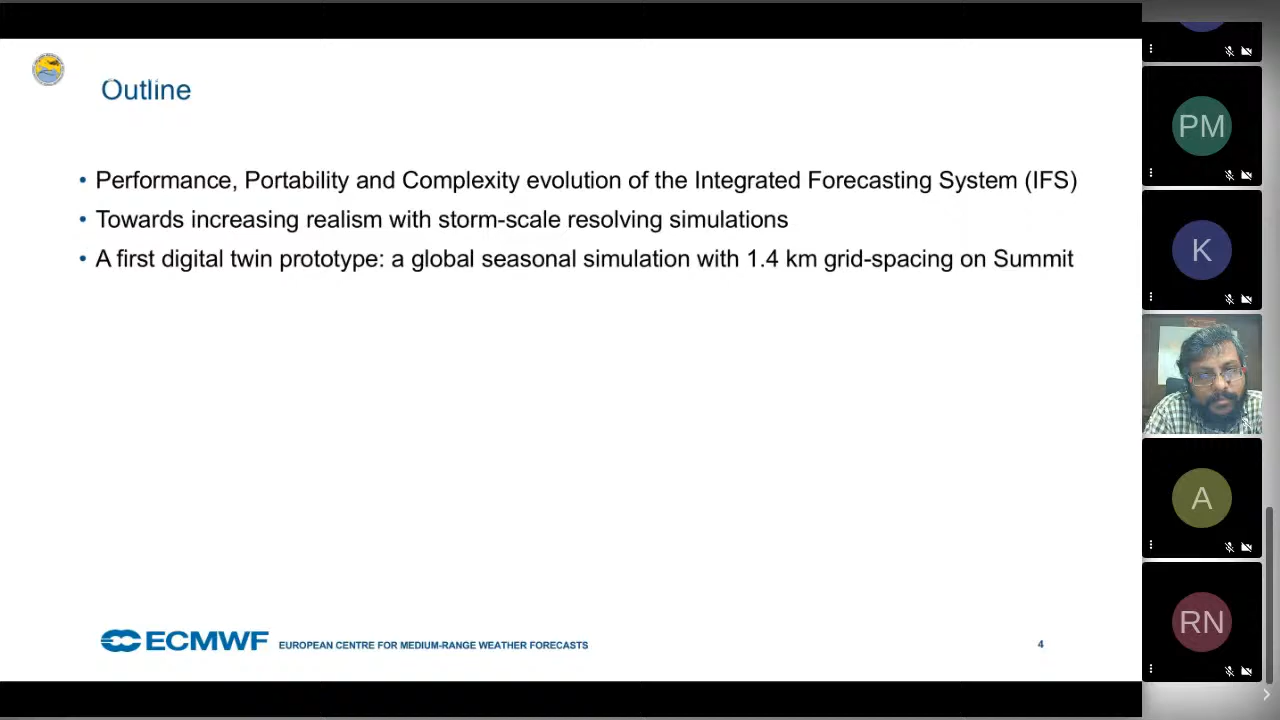 Outline
• Performance, Portability and Complexity evolution of the Integrated Forecasting System (IFS)
• Towards increasing realism with storm-scale resolving simulations
• A first digital twin prototype: a global seasonal simulation with 1.4 km grid-spacing on Summit
ECMWF EUROPEAN CENTRE FOR MEDIUM-RANGE WEATHER FORECASTS
4
PM
K
A
RN